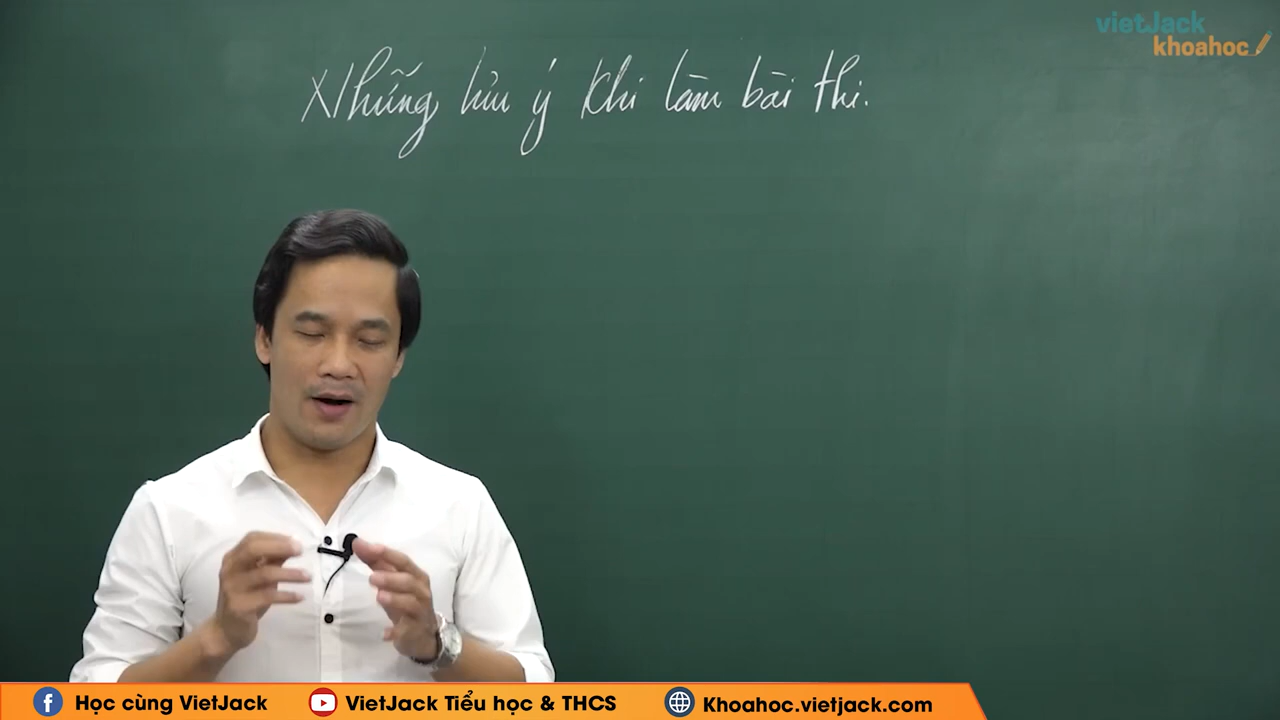 vietJack
khoahoc
Những lưu ý khi làm bài thi.
Học cùng VietJack
VietJack Tiểu học & THCS
Khoahoc.vietjack.com